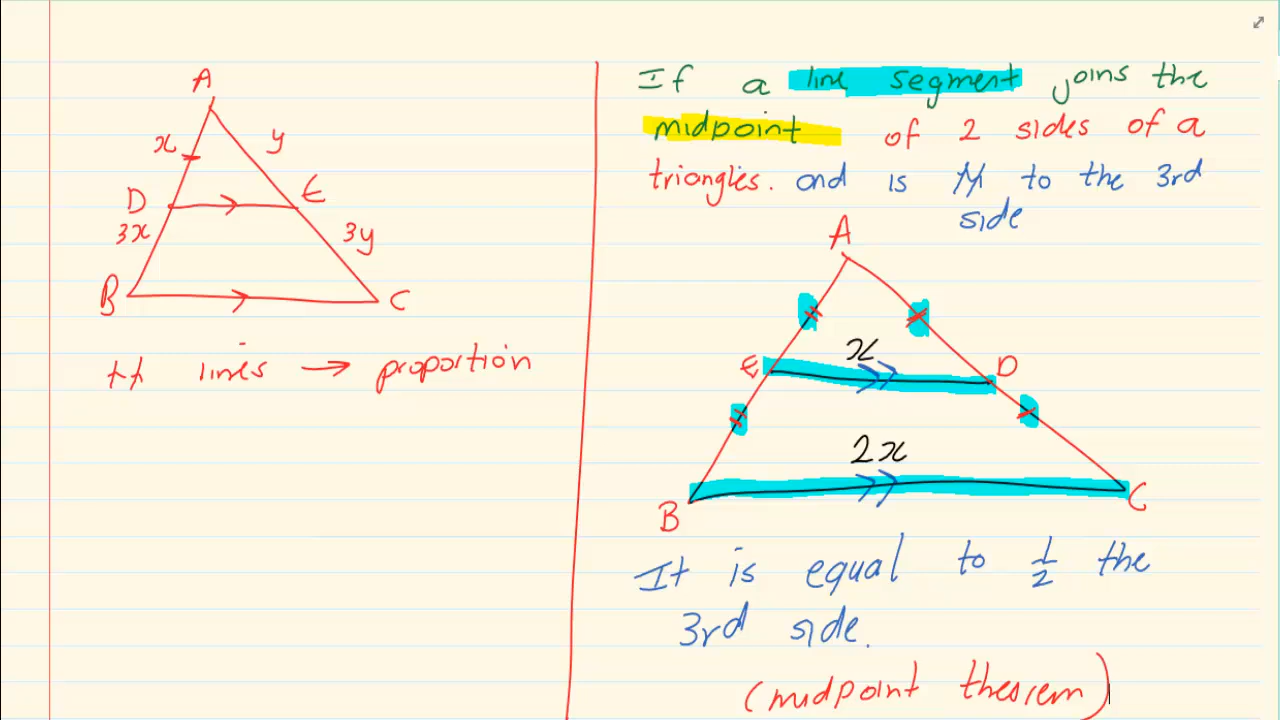 A
x
y
D
E
3x
3y
B
C
lines → proportion
If a line segment joins the
midpoint of 2 sides of a
triangles. and is // to the 3rd
side
A
x
E
D
2x
B
C
It is equal to 1/2 the
3rd side.
(midpoint theorem)